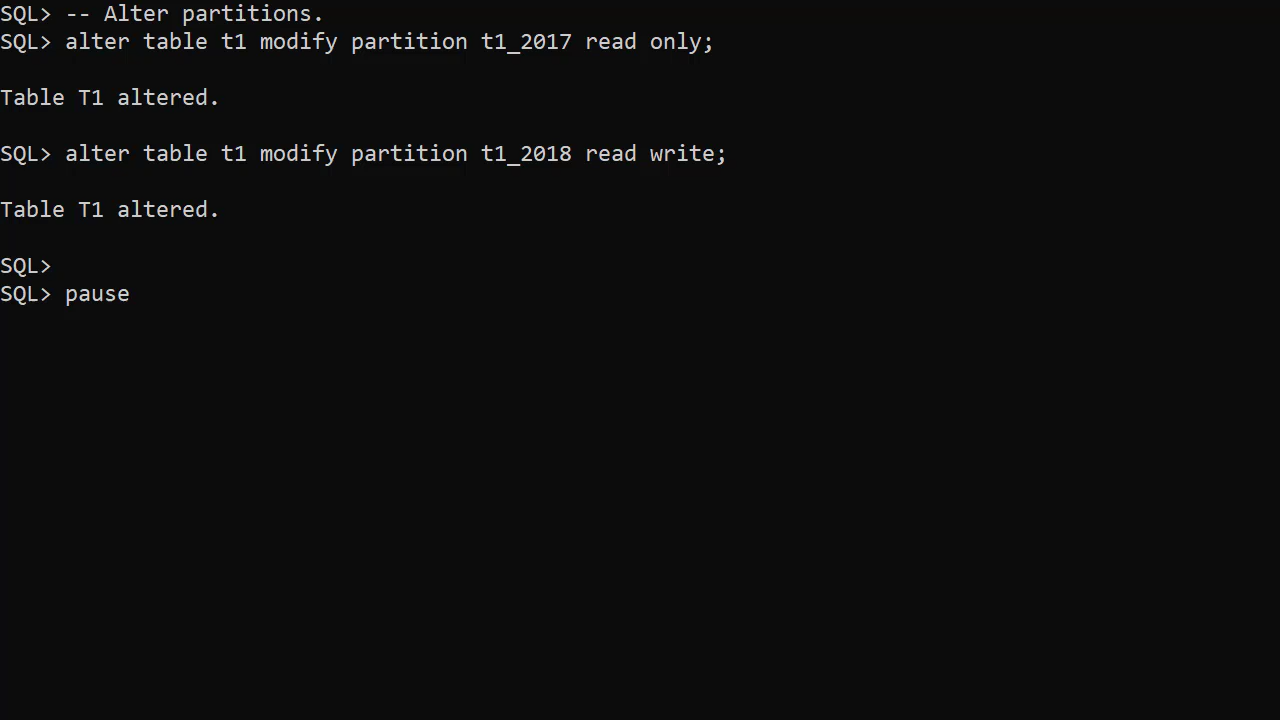 SQL> -- Alter partitions.
SQL> alter table t1 modify partition t1_2017 read only;
Table T1 altered.
SQL> alter table t1 modify partition t1_2018 read write;
Table T1 altered.
SQL>
SQL> pause